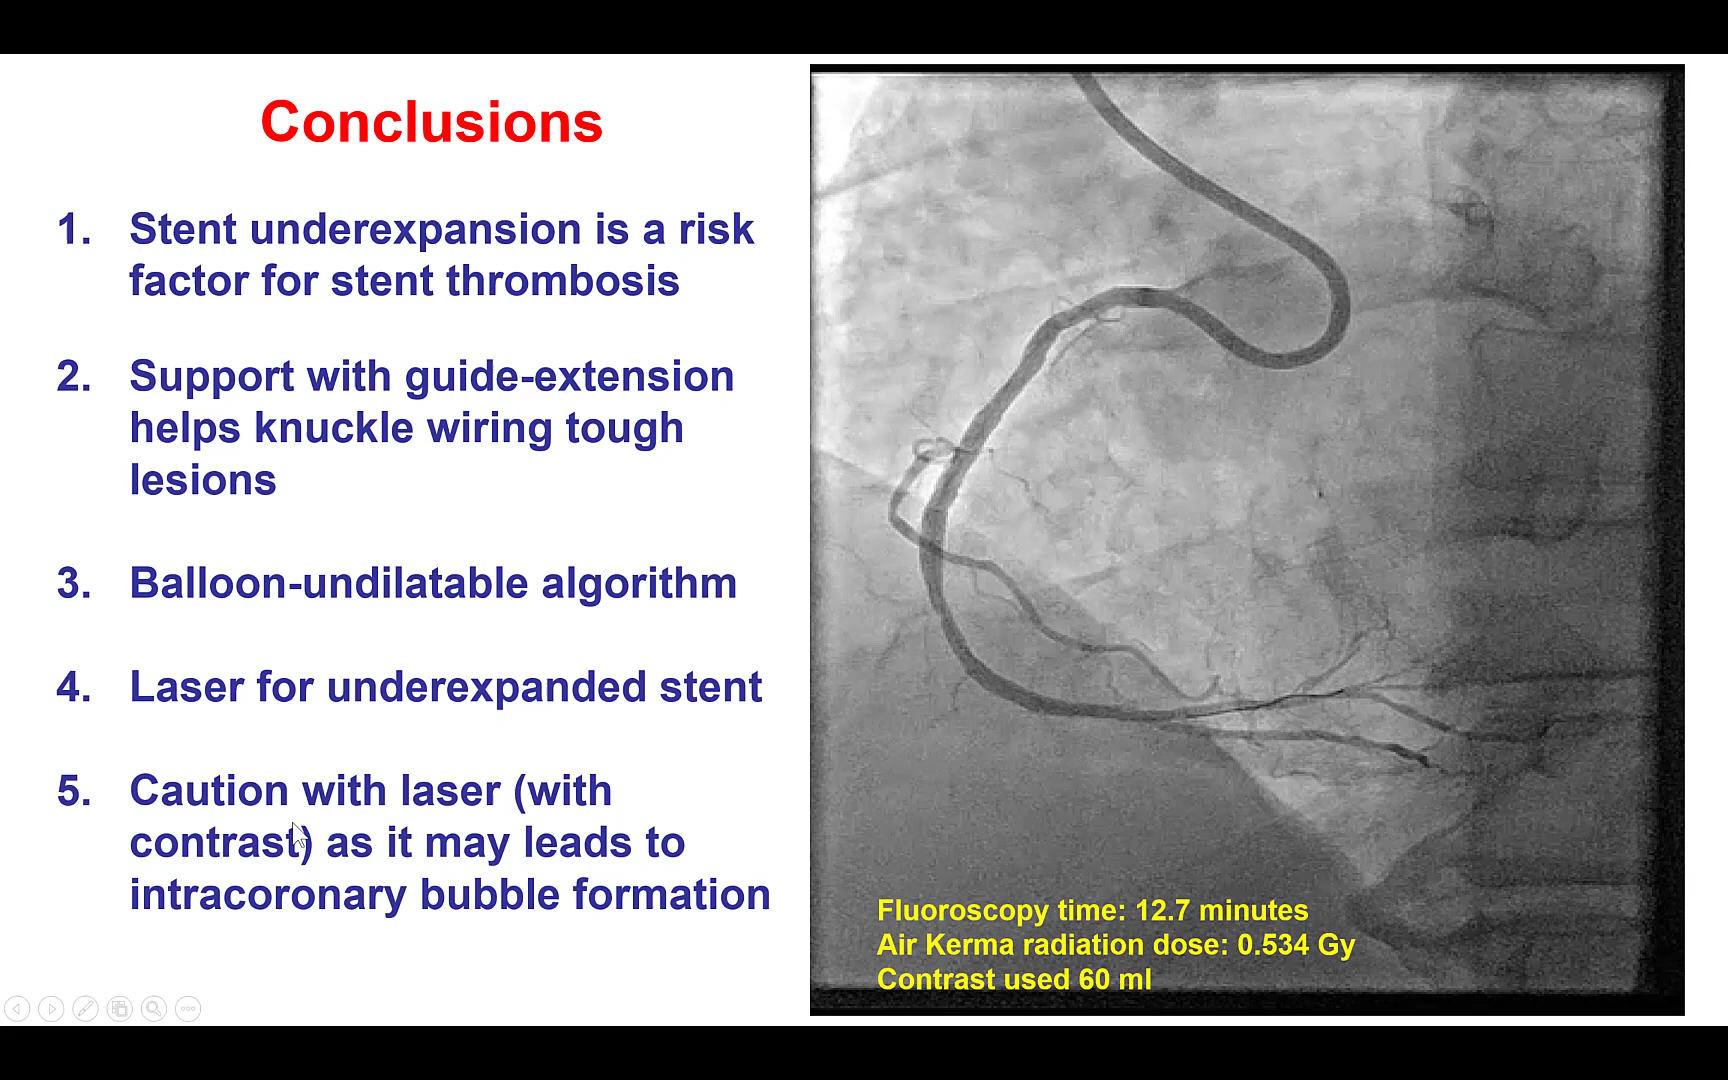 Conclusions
1. Stent underexpansion is a risk
factor for stent thrombosis
2. Support with guide-extension
helps knuckle wiring tough
lesions
3. Balloon-undilatable algorithm
4. Laser for underexpanded stent
5. Caution with laser (with
contrast) as it may leads to
intracoronary bubble formation
Fluoroscopy time: 12.7 minutes
Air Kerma radiation dose: 0.534 Gy
Contrast used 60 ml